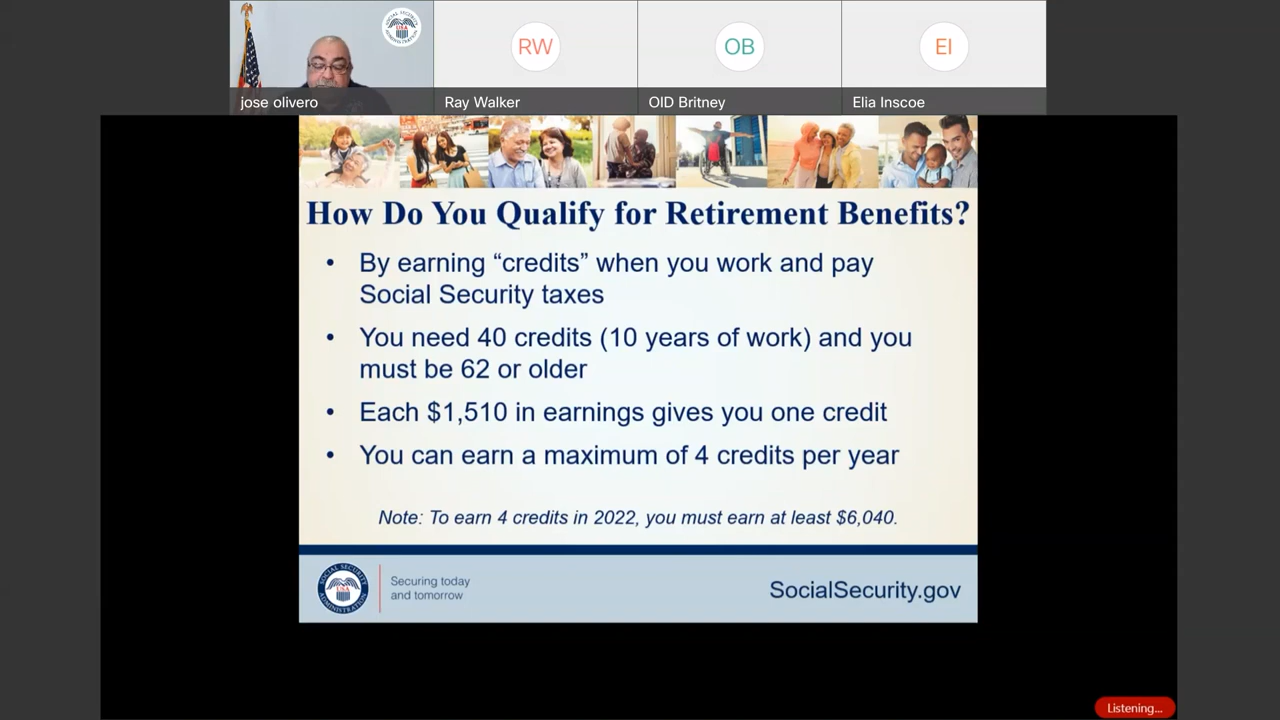 RW
OB
EI
jose olivero
Ray Walker
OID Britney
Elia Inscoe
How Do You Qualify for Retirement Benefits?
• By earning “credits” when you work and pay
Social Security taxes
• You need 40 credits (10 years of work) and you
must be 62 or older
• Each $1,510 in earnings gives you one credit
• You can earn a maximum of 4 credits per year
Note: To earn 4 credits in 2022, you must earn at least $6,040.
SOCIAL SECURITY ADMINISTRATION
USA
Securing today
and tomorrow
SocialSecurity.gov
Listening...